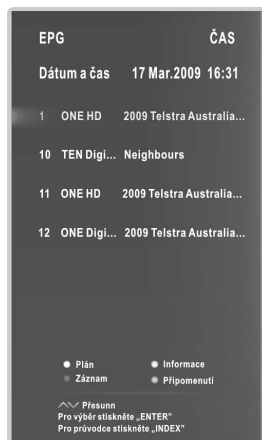 EPG ČAS
Dátum a čas 17 Mar.2009 16:31
1 ONE HD 2009 Telstra Australia...
10 TEN Digi... Neighbours
11 ONE HD 2009 Telstra Australia...
12 ONE Digi... 2009 Telstra Australia...
Plán Informace
Záznam Připomenutí
Přesunn
Pro výběr stiskněte „ENTER”
Pro průvodce stiskněte „INDEX”